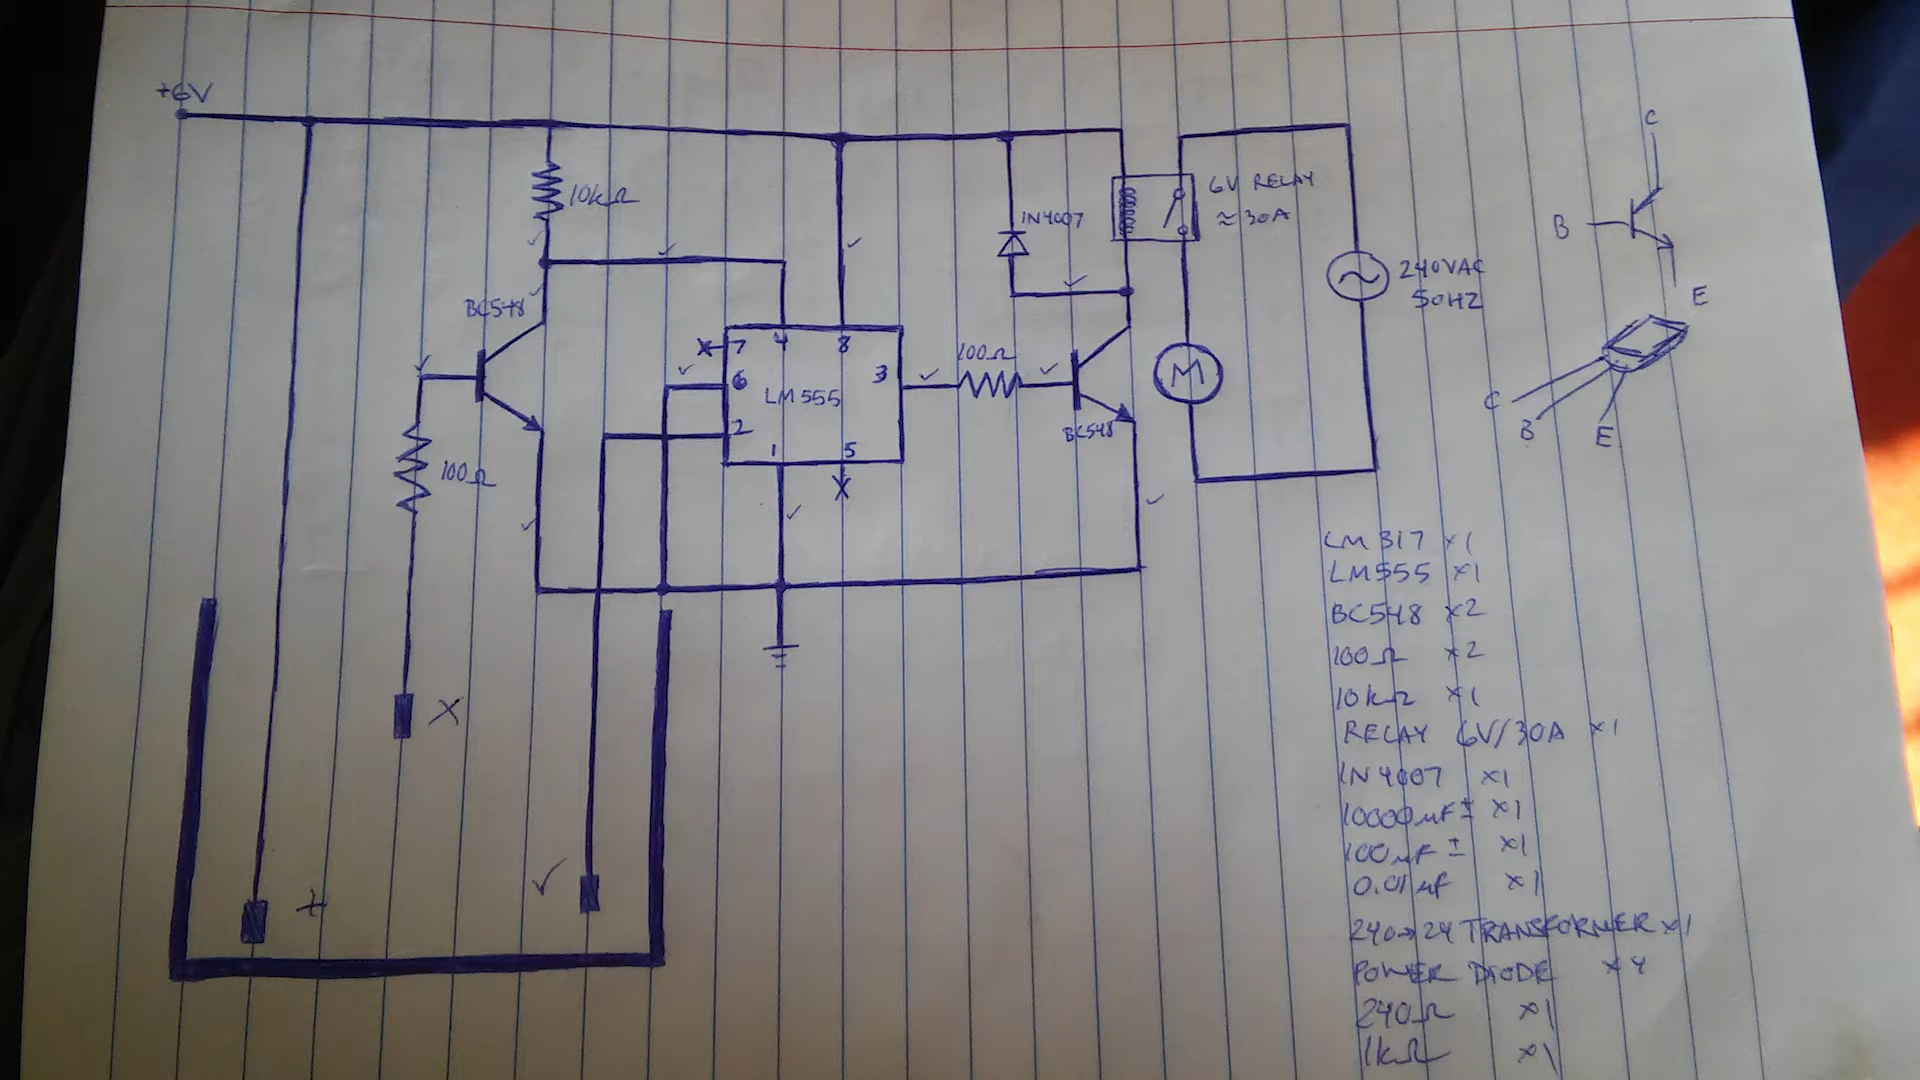 +6V
10kΩ
1N4007
6V RELAY
≈ 30A
C
B
E
240VAC
50HZ
BC548
7 4 8
6 3
LM555
2
1 5
100Ω
BC548
M
C
B
E
100Ω
X
+
✓
LM317 x1
LM555 x1
BC548 x2
100Ω x2
10kΩ x1
RELAY 6V/30A x1
1N4007 x1
10000µF ± x1
100µF ± x1
0.01µf x1
240→24 TRANSFORMER x1
POWER DIODE x4
240Ω x1
1kΩ x1